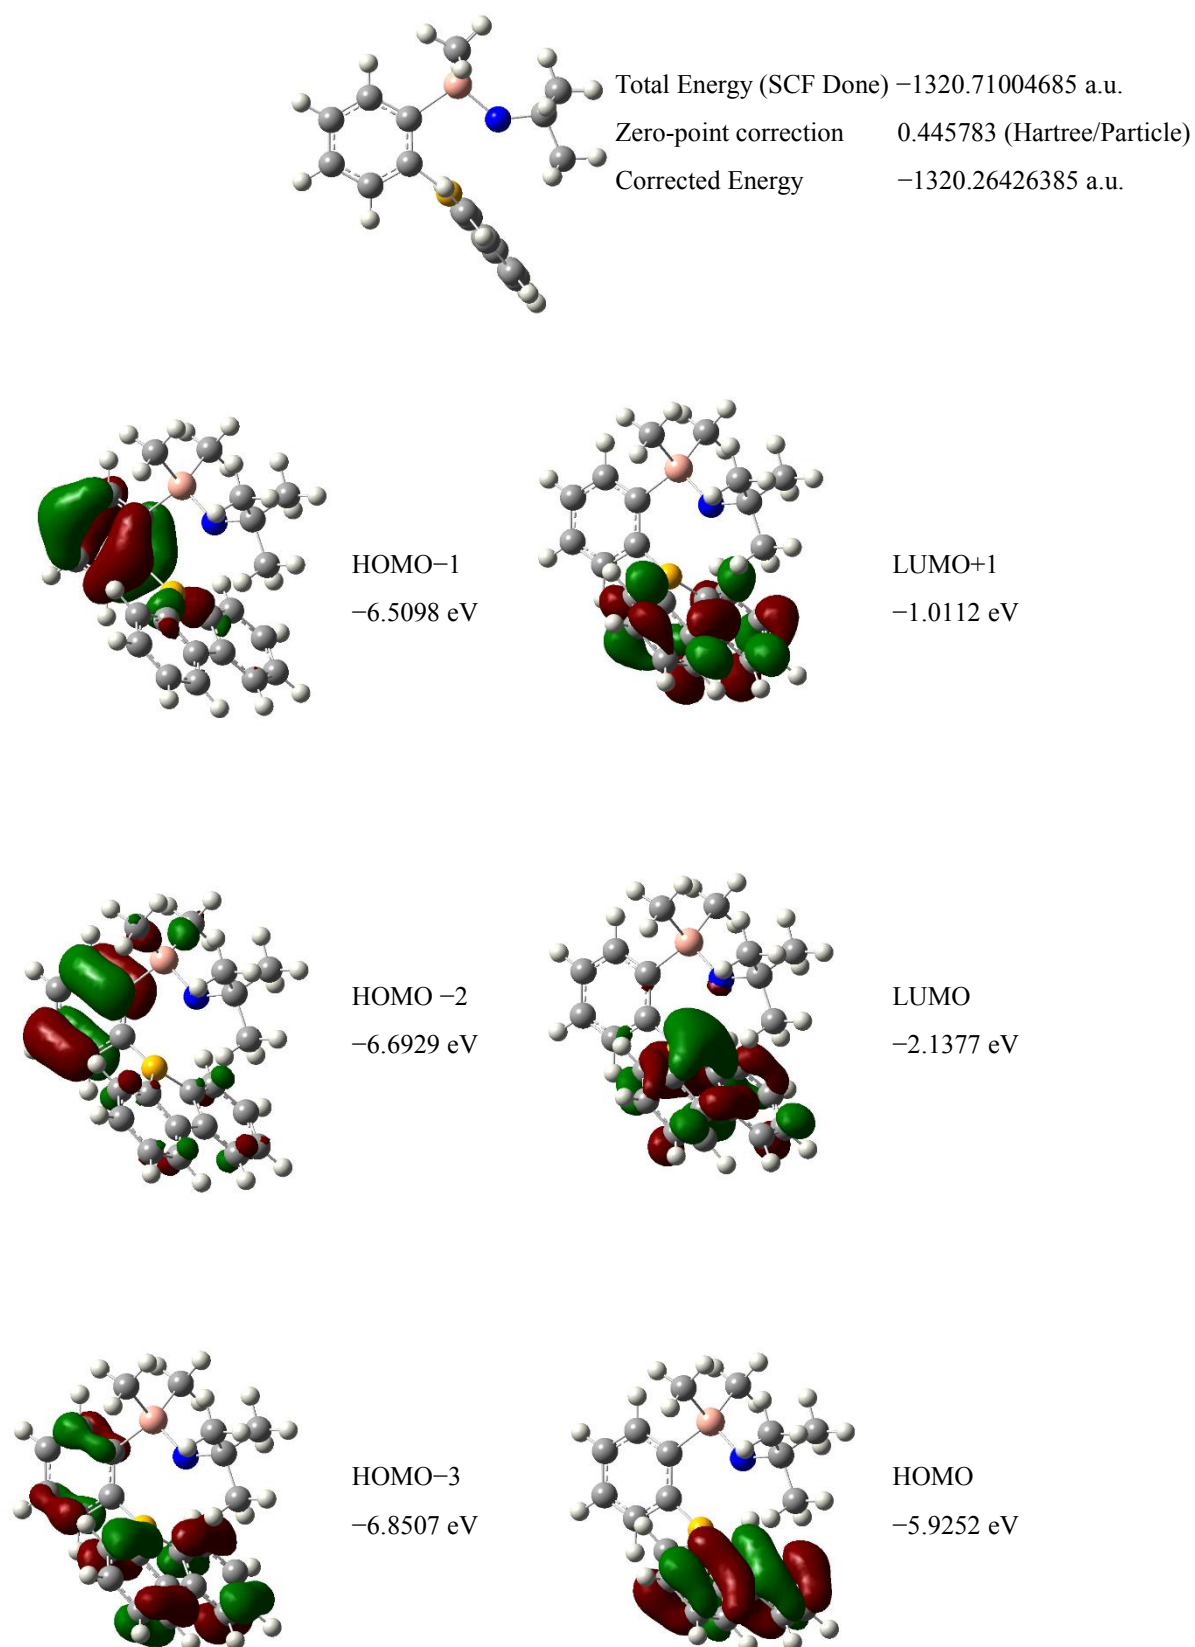 Total Energy (SCF Done) −1320.71004685 a.u.
Zero-point correction 0.445783 (Hartree/Particle)
Corrected Energy −1320.26426385 a.u.
HOMO−1
−6.5098 eV
LUMO+1
−1.0112 eV
HOMO −2
−6.6929 eV
LUMO
−2.1377 eV
HOMO−3
−6.8507 eV
HOMO
−5.9252 eV